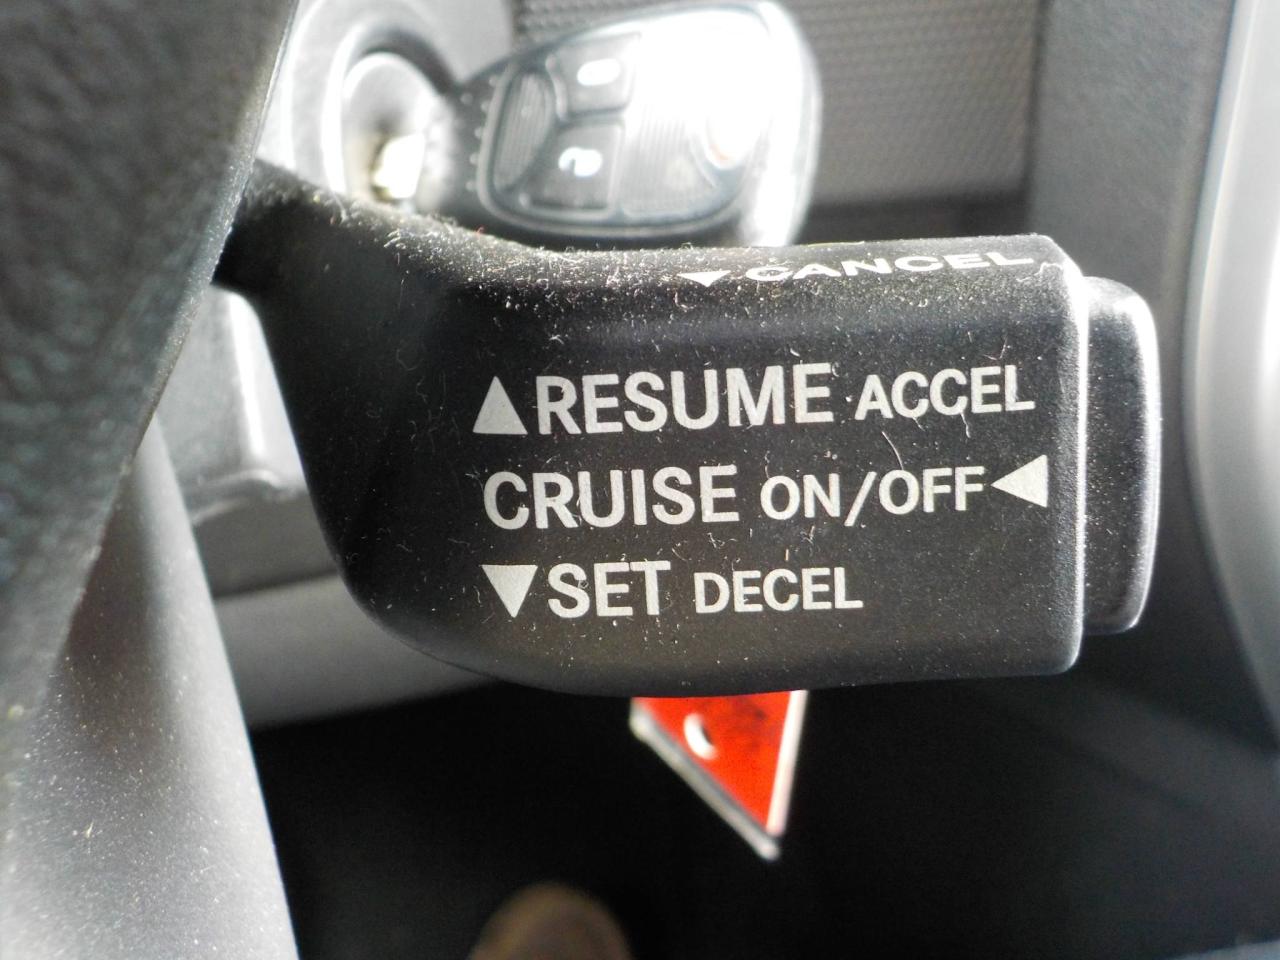 ▼ CANCEL
▲ RESUME ACCEL
CRUISE ON/OFF ◀
▼ SET DECEL